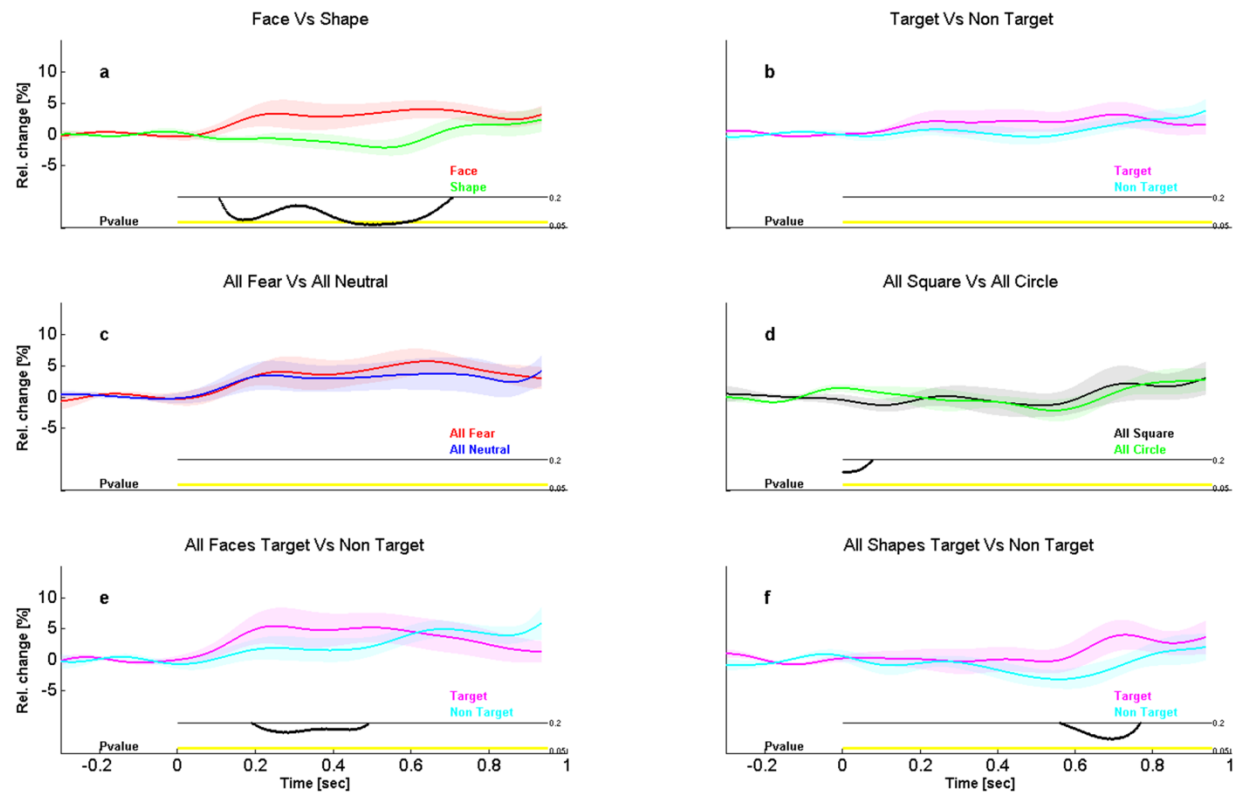 Face Vs Shape
a
10
5
0
-5
Rel. change [%]
Face
Shape
0.2
Pvalue
0.05
Target Vs Non Target
b
Target
Non Target
0.2
Pvalue
0.05
All Fear Vs All Neutral
c
10
5
0
-5
Rel. change [%]
All Fear
All Neutral
0.2
Pvalue
0.05
All Square Vs All Circle
d
All Square
All Circle
0.2
Pvalue
0.05
All Faces Target Vs Non Target
e
10
5
0
-5
Rel. change [%]
Target
Non Target
0.2
Pvalue
0.05
-0.2 0 0.2 0.4 0.6 0.8 1
Time [sec]
All Shapes Target Vs Non Target
f
Target
Non Target
0.2
Pvalue
0.05
-0.2 0 0.2 0.4 0.6 0.8 1
Time [sec]